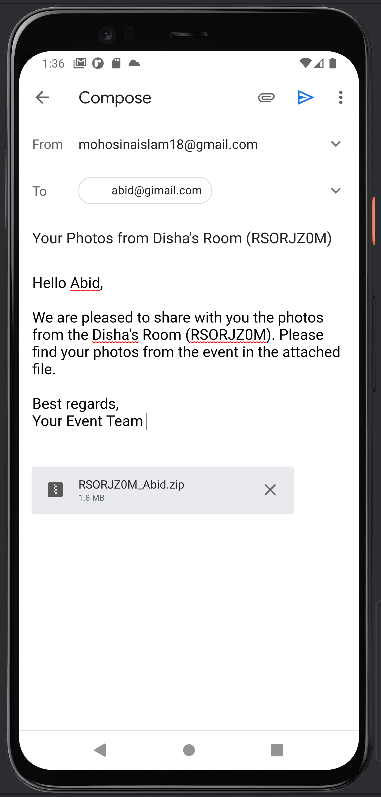 1:36
Compose
From mohosinaislam18@gmail.com
To abid@gimail.com
Your Photos from Disha's Room (RSORJZ0M)
Hello Abid,
We are pleased to share with you the photos
from the Disha's Room (RSORJZ0M). Please
find your photos from the event in the attached
file.
Best regards,
Your Event Team
RSORJZ0M_Abid.zip
1.8 MB